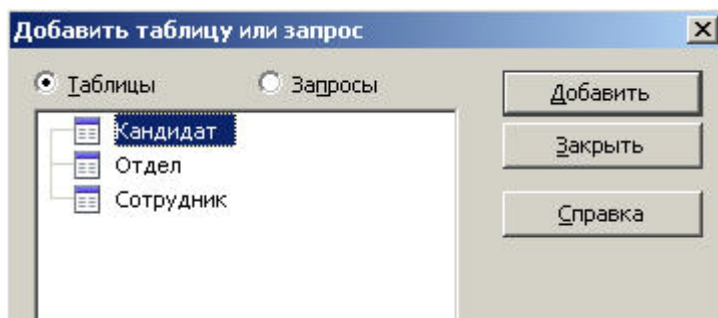 Добавить таблицу или запрос
Таблицы Запросы Добавить
Кандидат Закрыть
Отдел
Сотрудник Справка